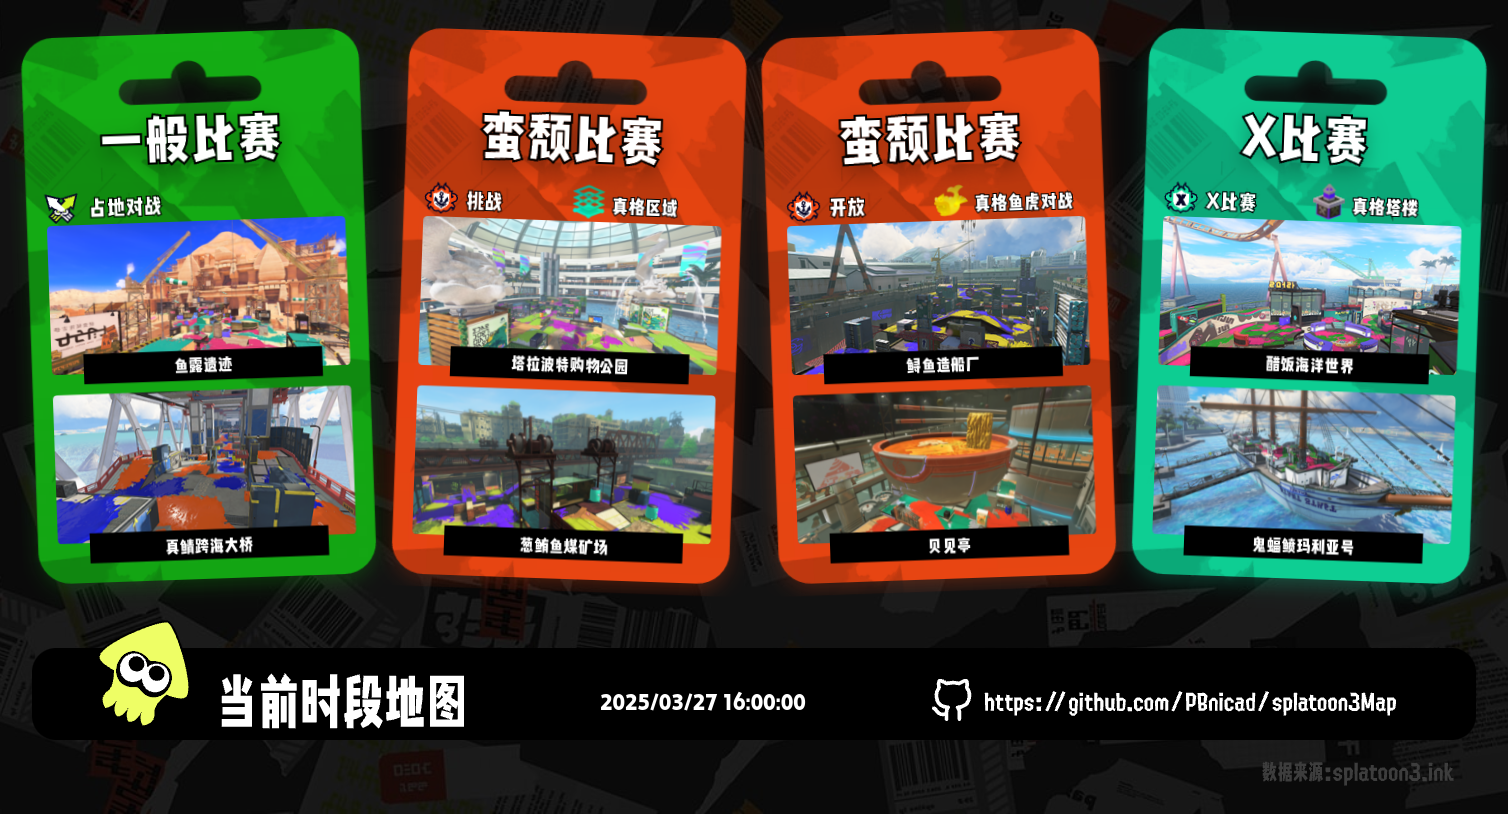 一般比赛
占地对战
鱼露遗迹
真鲭跨海大桥
蛮颓比赛
挑战
真格区域
塔拉波特购物公园
葱鲔鱼煤矿场
蛮颓比赛
开放
真格鱼虎对战
鲟鱼造船厂
贝见亭
X比赛
X比赛
真格塔楼
醋饭海洋世界
鬼蝠鲼玛利亚号
当前时段地图
2025/03/27 16:00:00
https://github.com/PBnicad/splatoon3Map
数据来源:splatoon3.ink